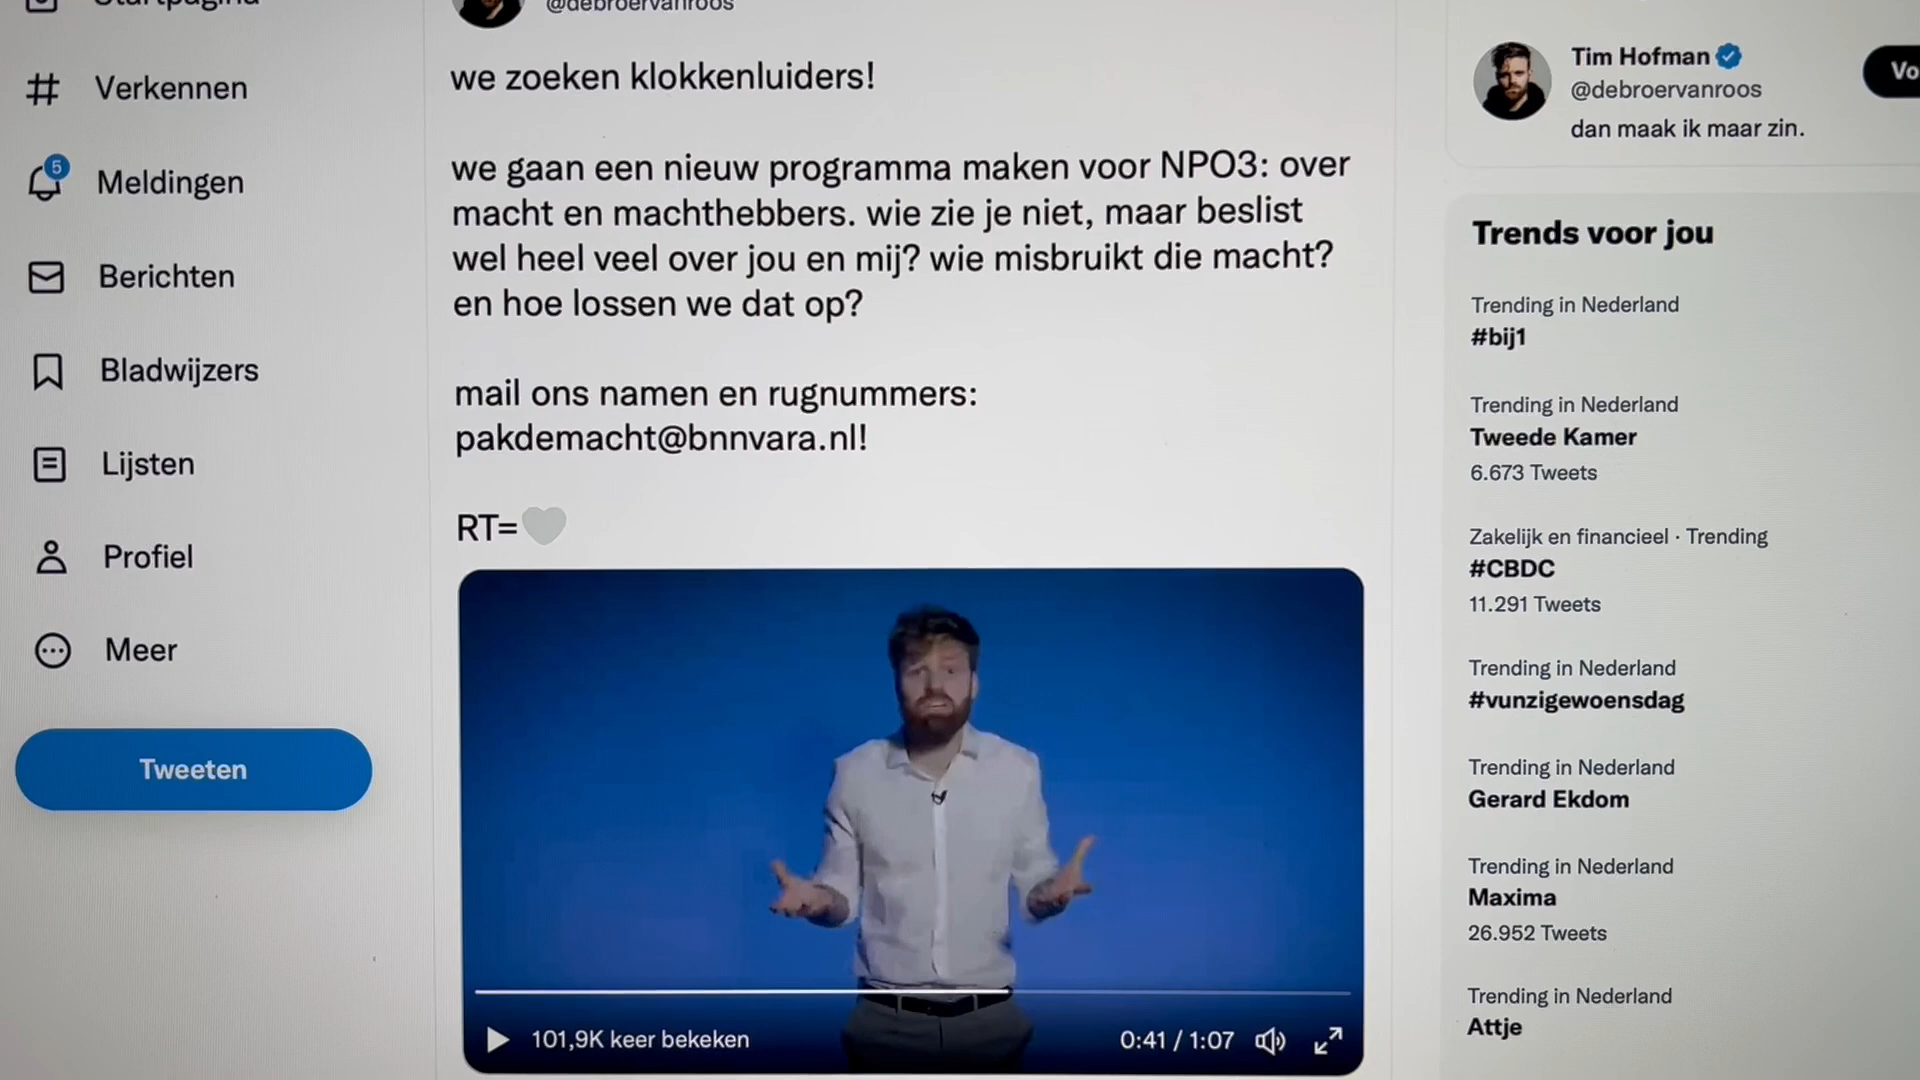 Startpagina
Verkennen
5
Meldingen
Berichten
Bladwijzers
Lijsten
Profiel
Meer
Tweeten
@debroervanroos
we zoeken klokkenluiders!
we gaan een nieuw programma maken voor NPO3: over
macht en machthebbers. wie zie je niet, maar beslist
wel heel veel over jou en mij? wie misbruikt die macht?
en hoe lossen we dat op?
mail ons namen en rugnummers:
pakdemacht@bnnvara.nl!
RT=
101,9K keer bekeken
0:41 / 1:07
Tim Hofman
@debroervanroos
Vo
dan maak ik maar zin.
Trends voor jou
Trending in Nederland
#bij1
Trending in Nederland
Tweede Kamer
6.673 Tweets
Zakelijk en financieel · Trending
#CBDC
11.291 Tweets
Trending in Nederland
#vunzigewoensdag
Trending in Nederland
Gerard Ekdom
Trending in Nederland
Maxima
26.952 Tweets
Trending in Nederland
Attje